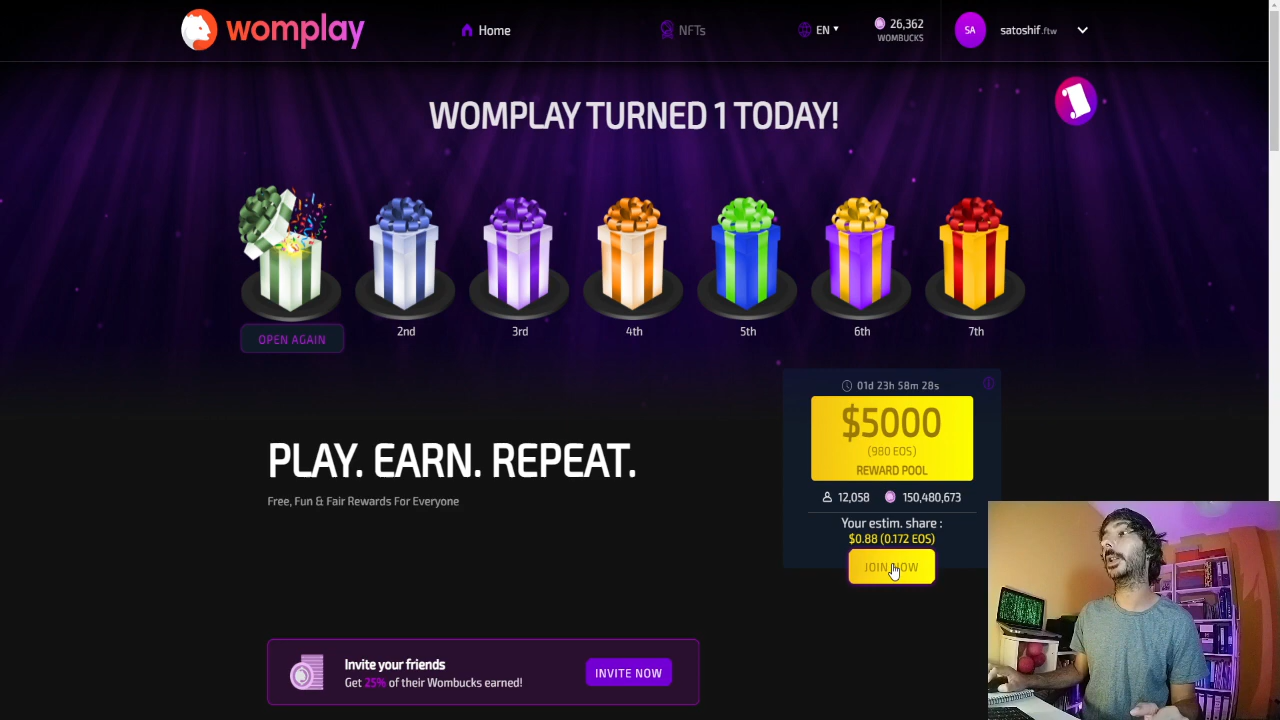 womplay
Home
NFTs
EN
26,362
WOMBUCKS
SA
satoshif.ftw
WOMPLAY TURNED 1 TODAY!
OPEN AGAIN
2nd
3rd
4th
5th
6th
7th
01d 23h 58m 28s
$5000
(980 EOS)
REWARD POOL
12,058 150,480,673
Your estim. share :
$0.88 (0.172 EOS)
JOIN NOW
PLAY. EARN. REPEAT.
Free, Fun & Fair Rewards For Everyone
Invite your friends
Get 25% of their Wombucks earned!
INVITE NOW